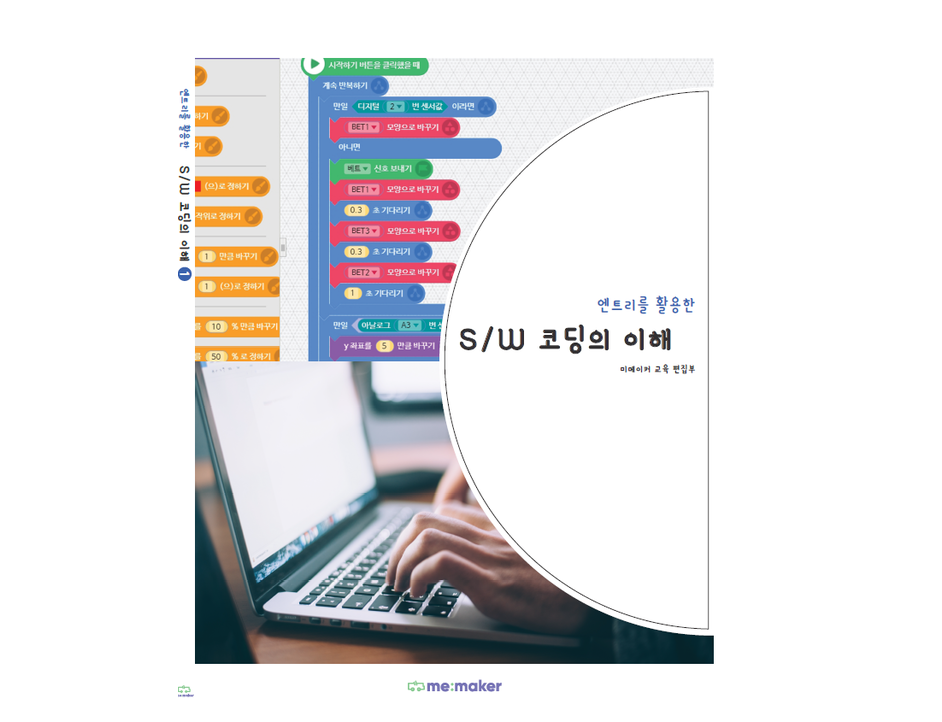 엔트리를 활용한 S/W 코딩의 이해 1
시작하기 버튼을 클릭했을 때
계속 반복하기
만일 디지털 2 번 센서값 이라면
BET1 모양으로 바꾸기
아니면
베트 신호 보내기
BET1 모양으로 바꾸기
0.3 초 기다리기
BET3 모양으로 바꾸기
0.3 초 기다리기
BET2 모양으로 바꾸기
1 초 기다리기
만일 아날로그 A3 번 센
y 좌표를 5 만큼 바꾸기
하기
기
(으)로 정하기
작위로 정하기
1 만큼 바꾸기
1 (으)로 정하기
를 10 % 만큼 바꾸기
를 50 % 로 정하기
엔트리를 활용한
S/W 코딩의 이해
미메이커 교육 편집부
me:maker